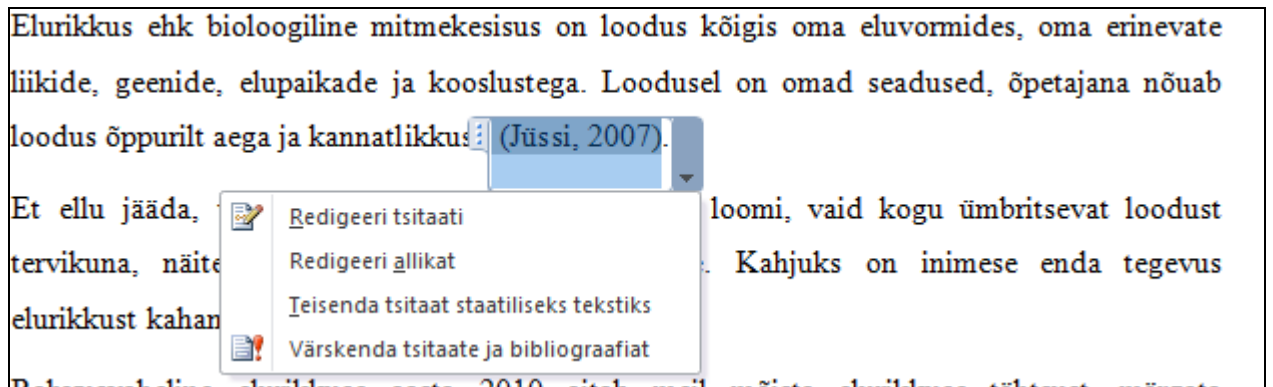 Elurikkus ehk bioloogiline mitmekesisus on loodus kõigis oma eluvormides, oma erinevate
liikide, geenide, elupaikade ja kooslustega. Loodusel on omad seadused, õpetajana nõuab
loodus õppurilt aega ja kannatlikkus (Jüssi, 2007).
Et ellu jääda, loomi, vaid kogu ümbritsevat loodust
Redigeeri tsitaati
tervikuna, näite . Kahjuks on inimese enda tegevus
Redigeeri allikat
elurikkust kahan
Teisenda tsitaat staatiliseks tekstiks
Värskenda tsitaate ja bibliograafiat